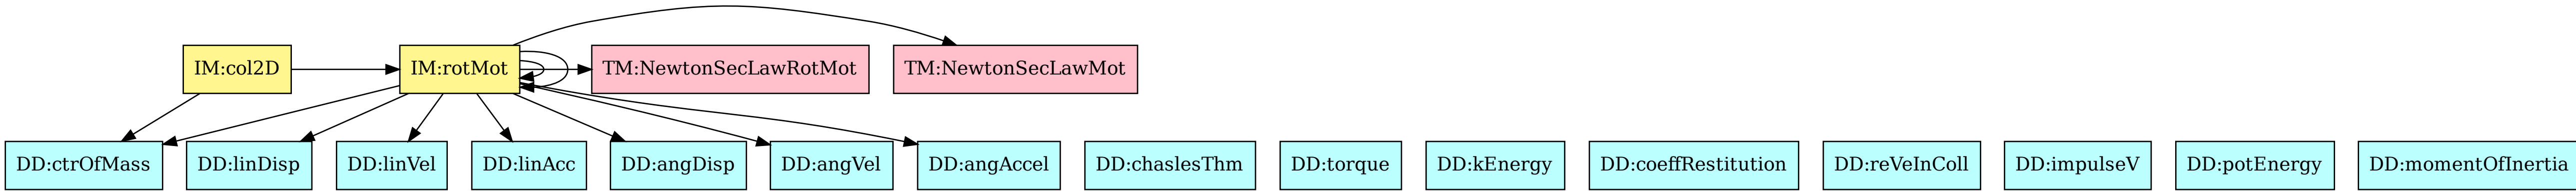 IM:col2D
IM:rotMot
TM:NewtonSecLawRotMot
TM:NewtonSecLawMot
DD:ctrOfMass
DD:linDisp
DD:linVel
DD:linAcc
DD:angDisp
DD:angVel
DD:angAccel
DD:chaslesThm
DD:torque
DD:kEnergy
DD:coeffRestitution
DD:reVeInColl
DD:impulseV
DD:potEnergy
DD:momentOfInertia